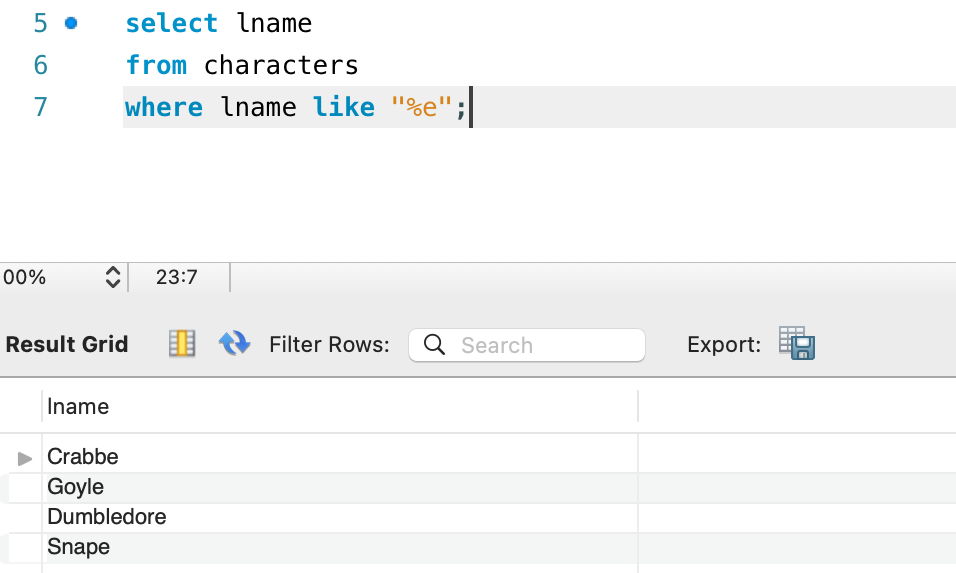 5 select lname
6 from characters
7 where lname like "%e";
00% 23:7
Result Grid Filter Rows: Search Export:
lname
Crabbe
Goyle
Dumbledore
Snape